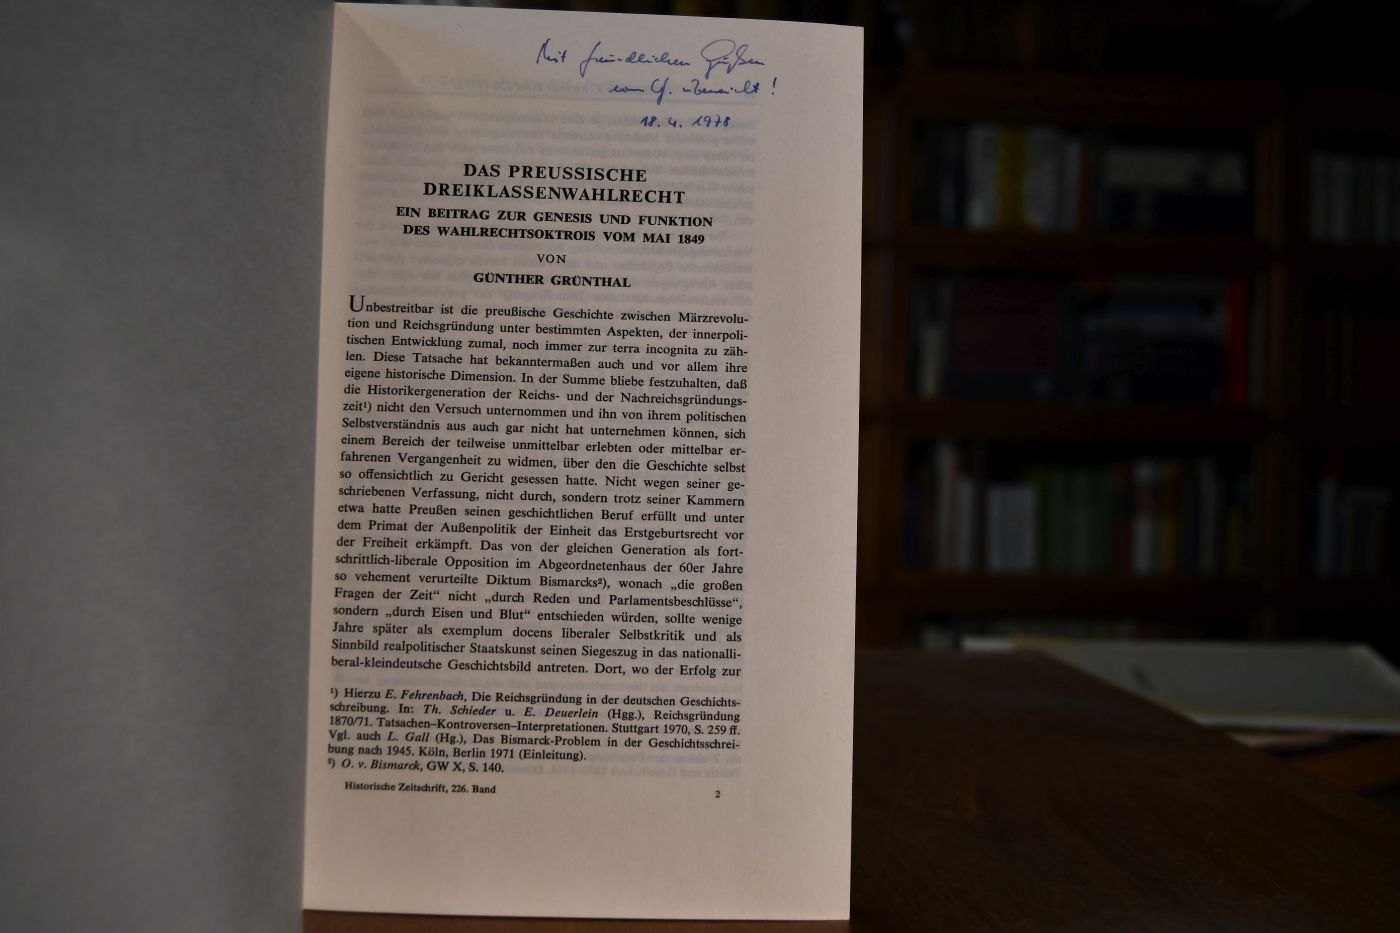 Mit freundlichen Grüßen
vom Vf. überreicht!
18. 4. 1978
DAS PREUSSISCHE
DREIKLASSENWAHLRECHT
EIN BEITRAG ZUR GENESIS UND FUNKTION
DES WAHLRECHTSOKTROIS VOM MAI 1849
VON
GÜNTHER GRÜNTHAL
Unbestreitbar ist die preußische Geschichte zwischen Märzrevolu-
tion und Reichsgründung unter bestimmten Aspekten, der innerpoli-
tischen Entwicklung zumal, noch immer zur terra incognita zu zäh-
len. Diese Tatsache hat bekanntermaßen auch und vor allem ihre
eigene historische Dimension. In der Summe bliebe festzuhalten, daß
die Historikergeneration der Reichs- und der Nachreichsgründungs-
zeit¹) nicht den Versuch unternommen und ihn von ihrem politischen
Selbstverständnis aus auch gar nicht hat unternehmen können, sich
einem Bereich der teilweise unmittelbar erlebten oder mittelbar er-
fahrenen Vergangenheit zu widmen, über den die Geschichte selbst
so offensichtlich zu Gericht gesessen hatte. Nicht wegen seiner ge-
schriebenen Verfassung, nicht durch, sondern trotz seiner Kammern
etwa hatte Preußen seinen geschichtlichen Beruf erfüllt und unter
dem Primat der Außenpolitik der Einheit das Erstgeburtsrecht vor
der Freiheit erkämpft. Das von der gleichen Generation als fort-
schrittlich-liberale Opposition im Abgeordnetenhaus der 60er Jahre
so vehement verurteilte Diktum Bismarcks²), wonach „die großen
Fragen der Zeit“ nicht „durch Reden und Parlamentsbeschlüsse“,
sondern „durch Eisen und Blut“ entschieden würden, sollte wenige
Jahre später als exemplum docens liberaler Selbstkritik und als
Sinnbild realpolitischer Staatskunst seinen Siegeszug in das nationalli-
beral-kleindeutsche Geschichtsbild antreten. Dort, wo der Erfolg zur
¹) Hierzu E. Fehrenbach, Die Reichsgründung in der deutschen Geschichts-
schreibung. In: Th. Schieder u. E. Deuerlein (Hgg.), Reichsgründung
1870/71. Tatsachen–Kontroversen–Interpretationen. Stuttgart 1970, S. 259 ff.
Vgl. auch L. Gall (Hg.), Das Bismarck-Problem in der Geschichtsschrei-
bung nach 1945. Köln, Berlin 1971 (Einleitung).
²) O. v. Bismarck, GW X, S. 140.
Historische Zeitschrift, 226. Band 2